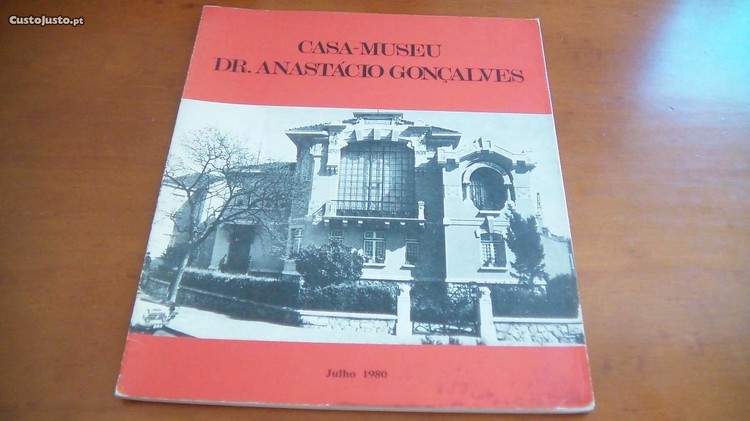 CustoJusto.pt
CASA-MUSEU
DR. ANASTÁCIO GONÇALVES
Julho 1980